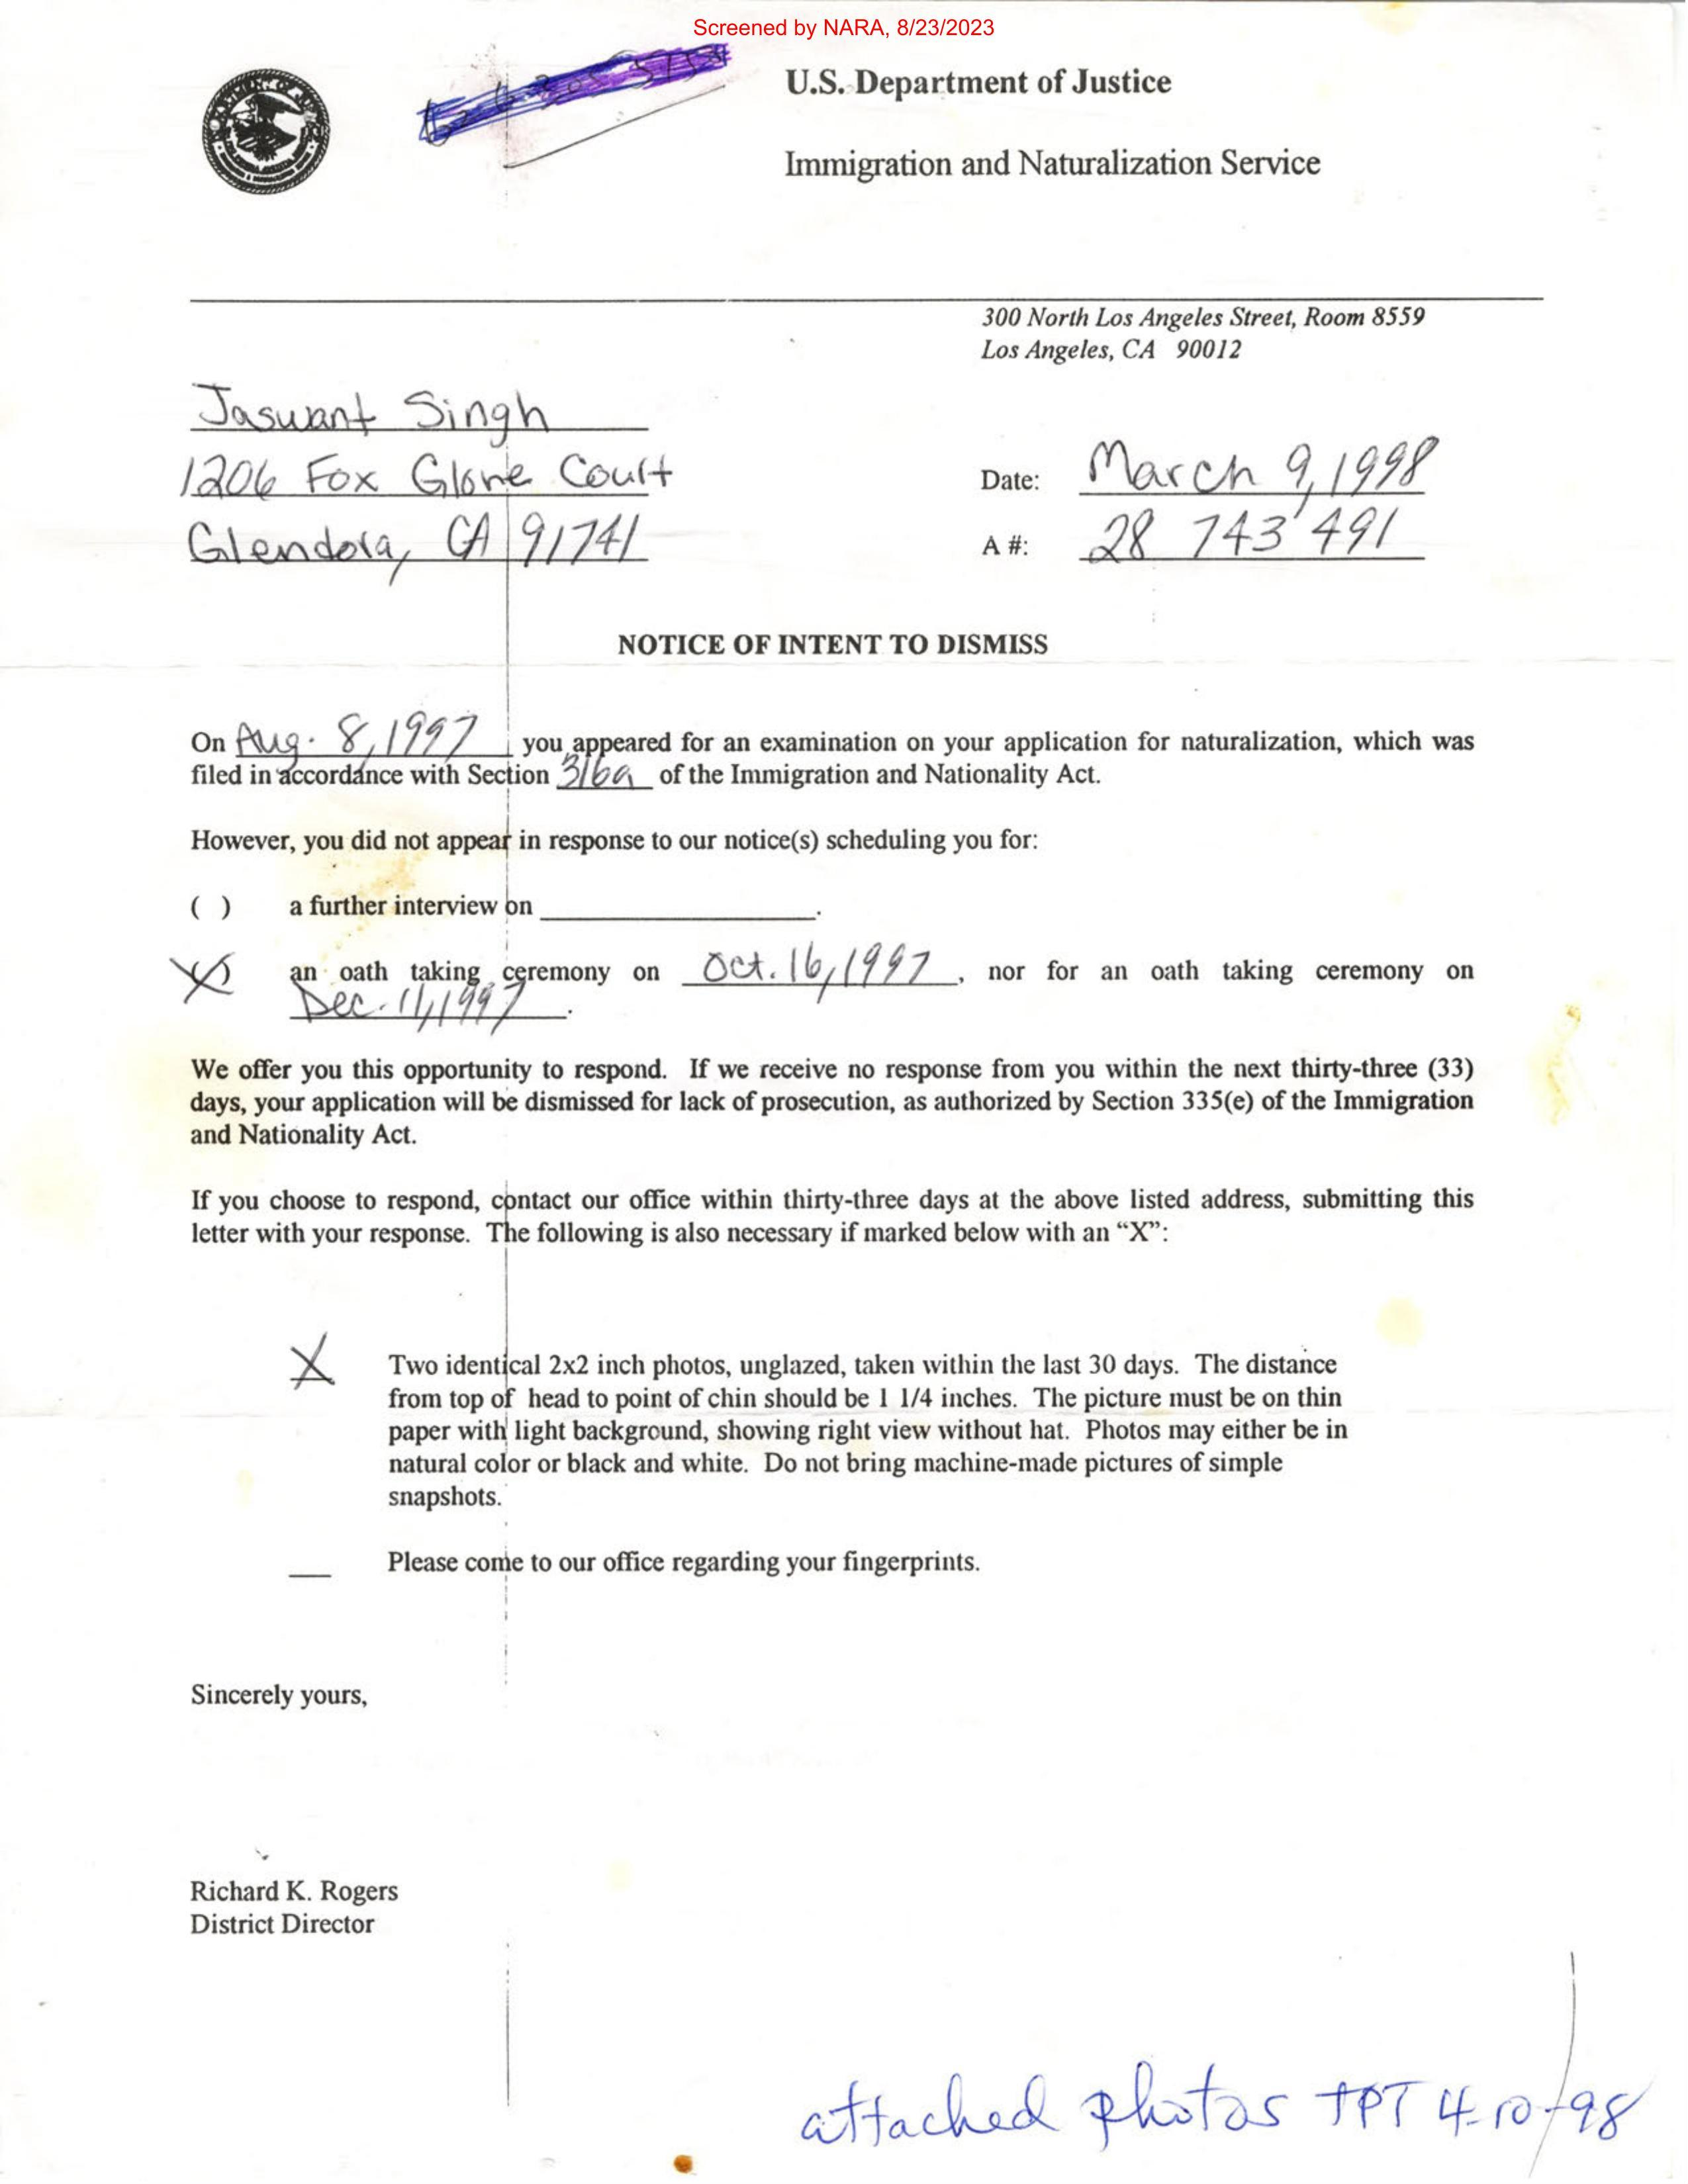 Screened by NARA, 8/23/2023
U.S. Department of Justice
Immigration and Naturalization Service
300 North Los Angeles Street, Room 8559
Los Angeles, CA 90012
Jaswant Singh
1206 Fox Glone Court
Glendora, CA 91741
Date: March 9, 1998
A #: 28 743 491
NOTICE OF INTENT TO DISMISS
On Aug. 8, 1997 you appeared for an examination on your application for naturalization, which was
filed in accordance with Section 316a of the Immigration and Nationality Act.
However, you did not appear in response to our notice(s) scheduling you for:
( ) a further interview on ____.
(X) an oath taking ceremony on Oct. 16, 1997, nor for an oath taking ceremony on
Dec. 11, 1997.
We offer you this opportunity to respond. If we receive no response from you within the next thirty-three (33)
days, your application will be dismissed for lack of prosecution, as authorized by Section 335(e) of the Immigration
and Nationality Act.
If you choose to respond, contact our office within thirty-three days at the above listed address, submitting this
letter with your response. The following is also necessary if marked below with an “X”:
X Two identical 2x2 inch photos, unglazed, taken within the last 30 days. The distance
from top of head to point of chin should be 1 1/4 inches. The picture must be on thin
paper with light background, showing right view without hat. Photos may either be in
natural color or black and white. Do not bring machine-made pictures of simple
snapshots.
__ Please come to our office regarding your fingerprints.
Sincerely yours,
Richard K. Rogers
District Director
attached photos TPT 4-10-98